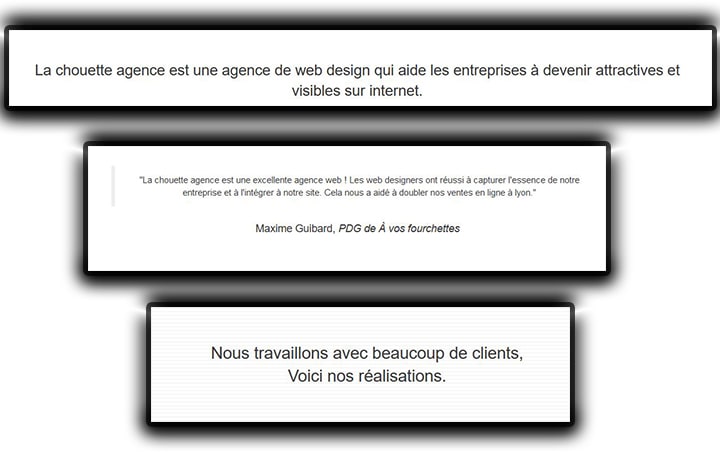 La chouette agence est une agence de web design qui aide les entreprises à devenir attractives et
visibles sur internet.
"La chouette agence est une excellente agence web ! Les web designers ont réussi à capturer l'essence de notre
entreprise et à l'intégrer à notre site. Cela nous a aidé à doubler nos ventes en ligne à lyon."
Maxime Guibard, PDG de À vos fourchettes
Nous travaillons avec beaucoup de clients,
Voici nos réalisations.